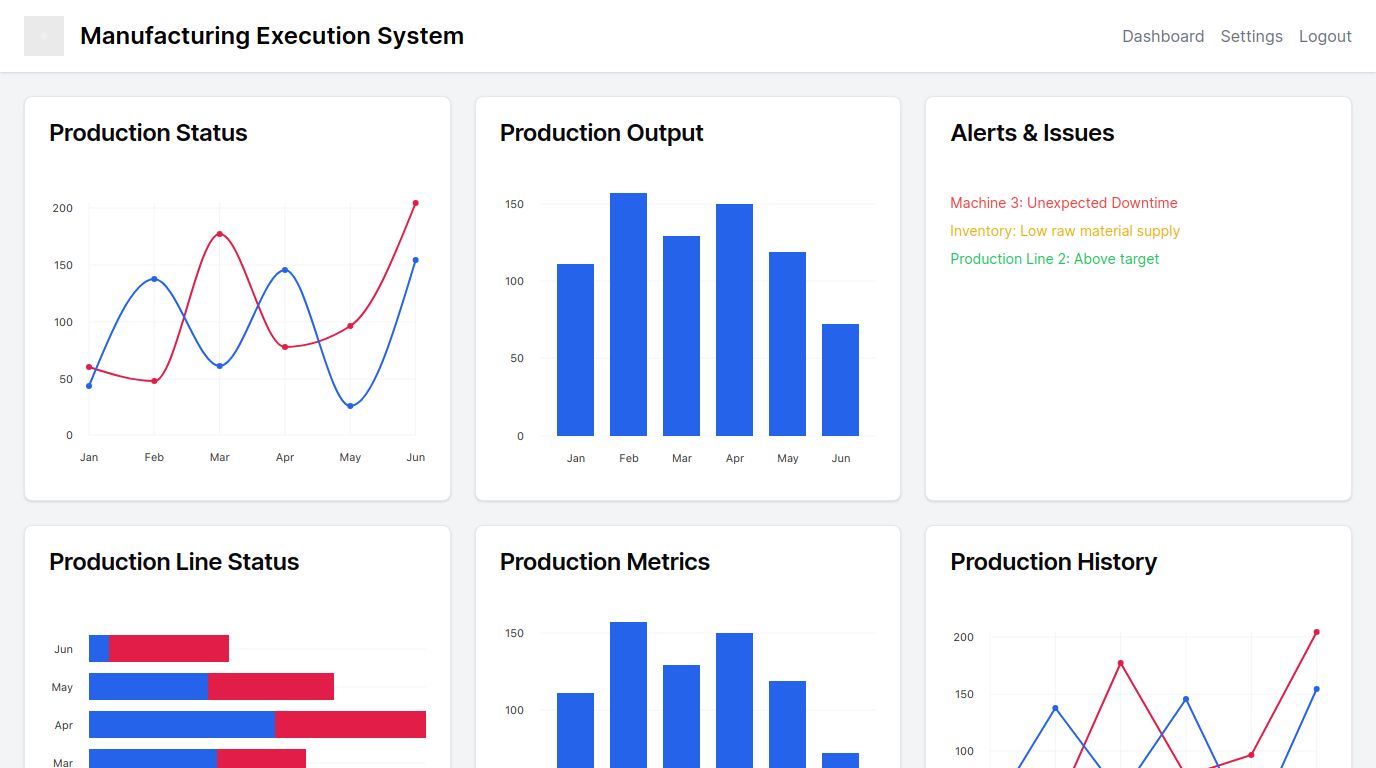 Manufacturing Execution System
Dashboard Settings Logout
Production Status
200
150
100
50
0
Jan Feb Mar Apr May Jun
Production Output
150
100
50
0
Jan Feb Mar Apr May Jun
Alerts & Issues
Machine 3: Unexpected Downtime
Inventory: Low raw material supply
Production Line 2: Above target
Production Line Status
Jun
May
Apr
Mar
Production Metrics
150
100
Production History
200
150
100